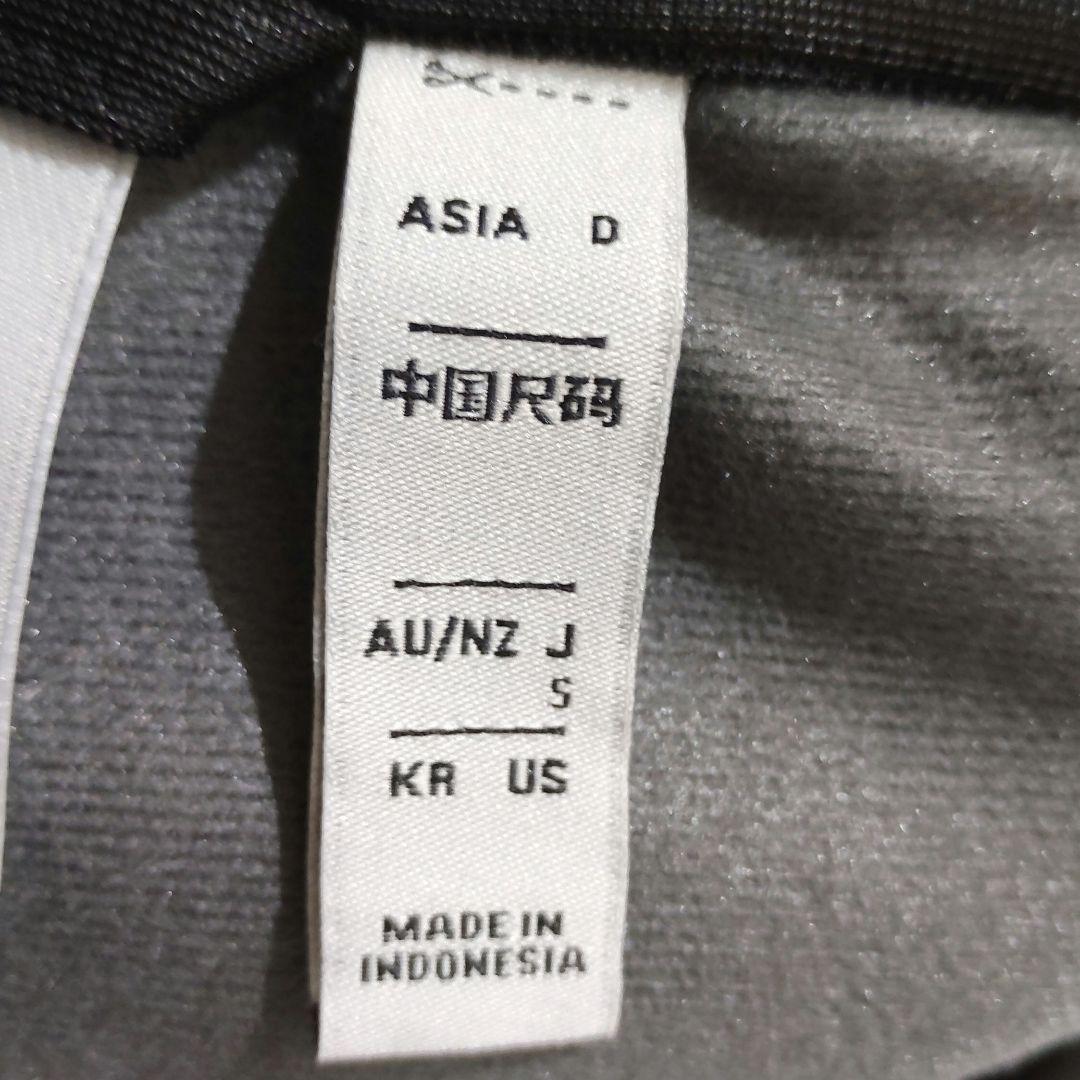 ASIA D
中国尺码
AU/NZ J
S
KR US
MADE IN
INDONESIA